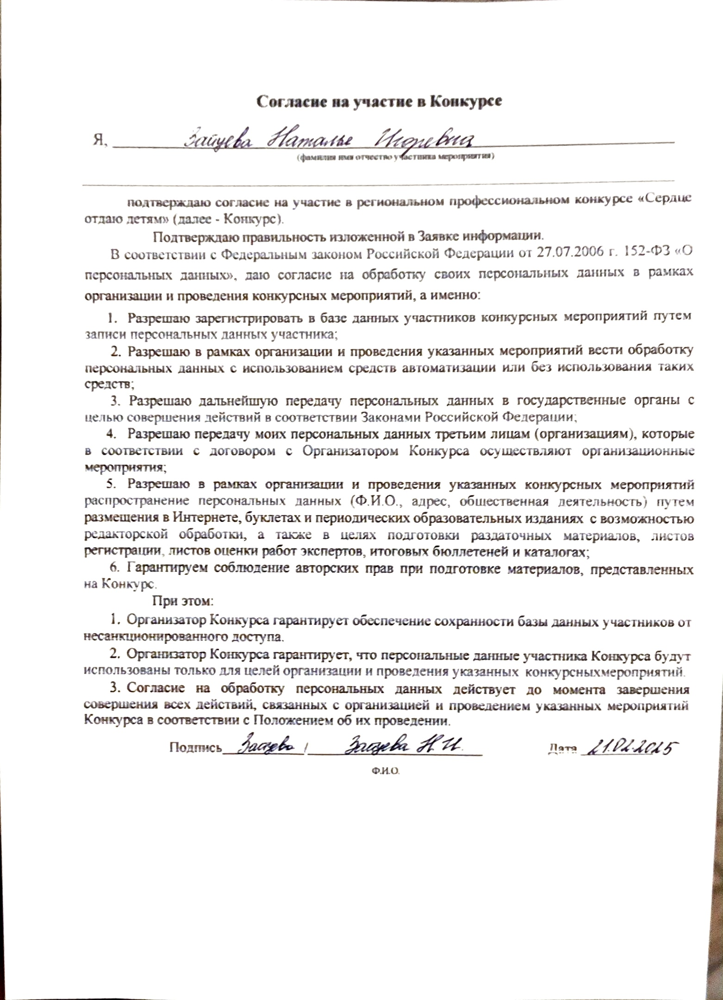 Согласие на участие в Конкурсе
Я, Зайцева Наталье Игоревна
(фамилия имя отчество участника мероприятия)
подтверждаю согласие на участие в региональном профессиональном конкурсе «Сердце
отдаю детям» (далее - Конкурс).
Подтверждаю правильность изложенной в Заявке информации.
В соответствии с Федеральным законом Российской Федерации от 27.07.2006 г. 152-ФЗ «О
персональных данных», даю согласие на обработку своих персональных данных в рамках
организации и проведения конкурсных мероприятий, а именно:
1. Разрешаю зарегистрировать в базе данных участников конкурсных мероприятий путем
записи персональных данных участника;
2. Разрешаю в рамках организации и проведения указанных мероприятий вести обработку
персональных данных с использованием средств автоматизации или без использования таких
средств;
3. Разрешаю дальнейшую передачу персональных данных в государственные органы с
целью совершения действий в соответствии Законами Российской Федерации;
4. Разрешаю передачу моих персональных данных третьим лицам (организациям), которые
в соответствии с договором с Организатором Конкурса осуществляют организационные
мероприятия;
5. Разрешаю в рамках организации и проведения указанных конкурсных мероприятий
распространение персональных данных (Ф.И.О., адрес, общественная деятельность) путем
размещения в Интернете, буклетах и периодических образовательных изданиях с возможностью
редакторской обработки, а также в целях подготовки раздаточных материалов, листов
регистрации, листов оценки работ экспертов, итоговых бюллетеней и каталогах;
6. Гарантируем соблюдение авторских прав при подготовке материалов, представленных
на Конкурс.
При этом:
1. Организатор Конкурса гарантирует обеспечение сохранности базы данных участников от
несанкционированного доступа.
2. Организатор Конкурса гарантирует, что персональные данные участника Конкурса будут
использованы только для целей организации и проведения указанных конкурсныхмероприятий.
3. Согласие на обработку персональных данных действует до момента завершения
совершения всех действий, связанных с организацией и проведением указанных мероприятий
Конкурса в соответствии с Положением об их проведении.
Подпись Зайцева / Зайцева Н.И. Дата 21.02.2025
Ф.И.О.